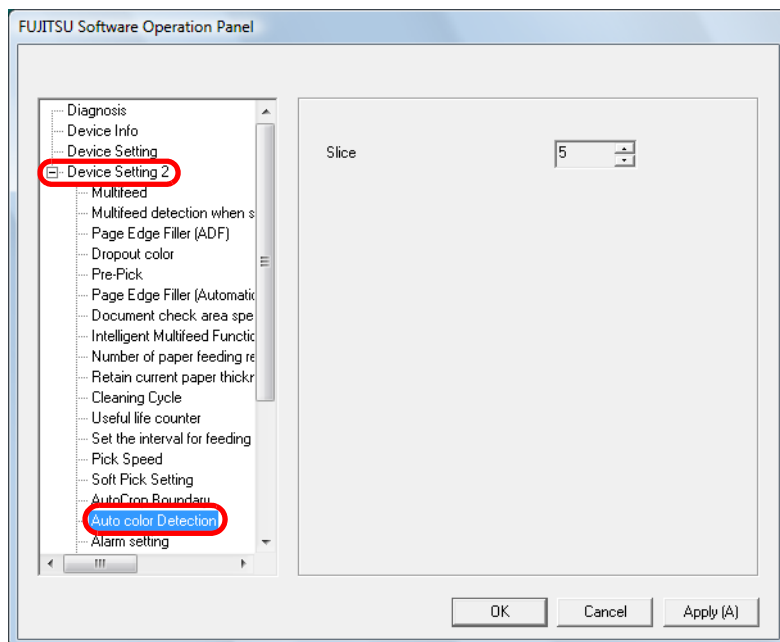 FUJITSU Software Operation Panel
Diagnosis
Device Info
Device Setting
Device Setting 2
Multifeed
Multifeed detection when s
Page Edge Filler (ADF)
Dropout color
Pre-Pick
Page Edge Filler (Automatic
Document check area spe
Intelligent Multifeed Functic
Number of paper feeding re
Retain current paper thickr
Cleaning Cycle
Useful life counter
Set the interval for feeding
Pick Speed
Soft Pick Setting
AutoCrop Boundary
Auto color Detection
Alarm setting
Slice 5
OK Cancel Apply (A)